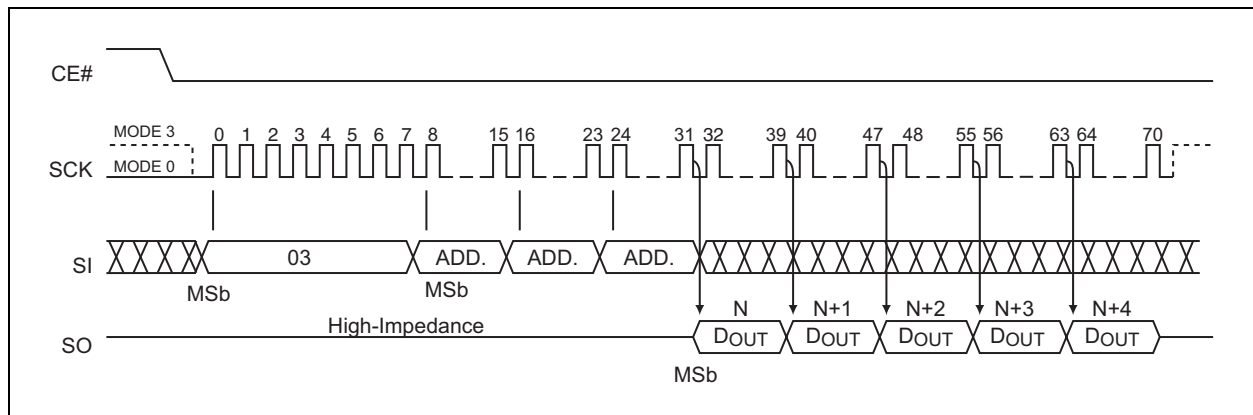 CE#
MODE 3
0 1 2 3 4 5 6 7 8 15 16 23 24 31 32 39 40 47 48 55 56 63 64 70
SCK
MODE 0
SI
03 ADD. ADD. ADD.
MSb MSb
N N+1 N+2 N+3 N+4
High-Impedance
SO
DOUT DOUT DOUT DOUT DOUT
MSb